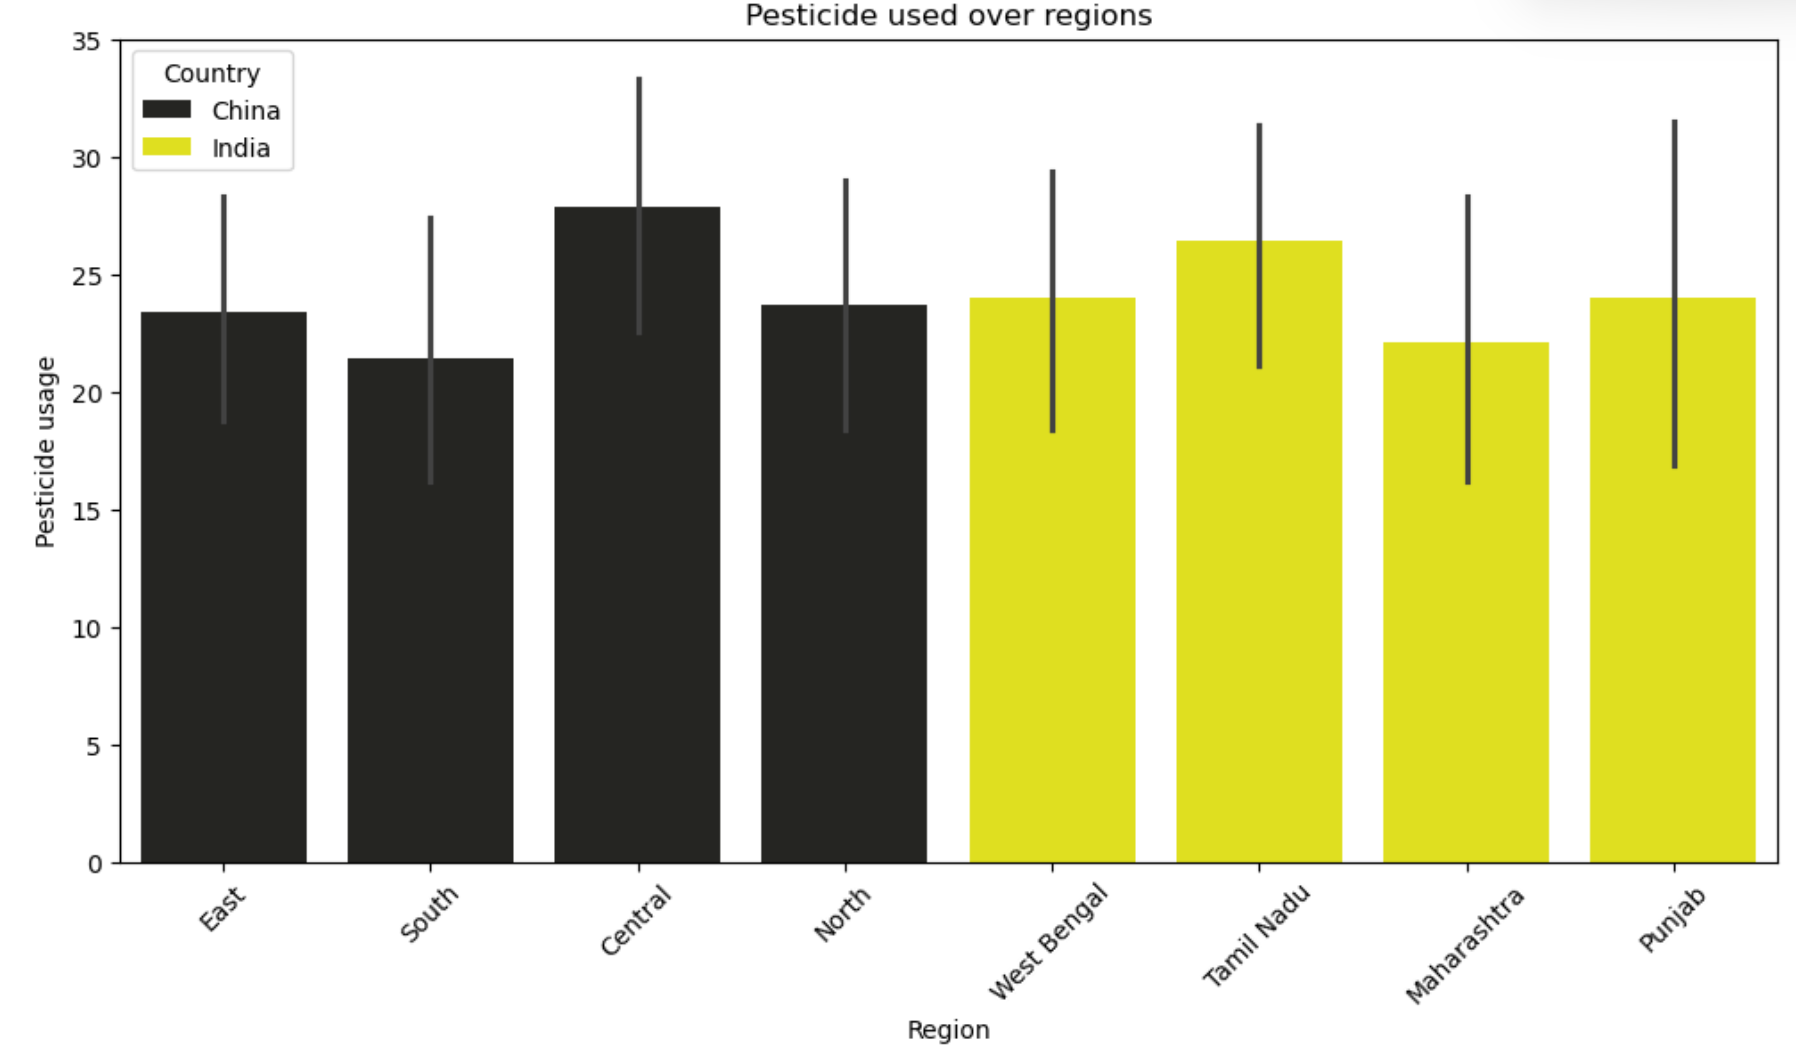 Pesticide used over regions
Country
China
India
Pesticide usage
35
30
25
20
15
10
5
0
East
South
Central
North
West Bengal
Tamil Nadu
Maharashtra
Punjab
Region